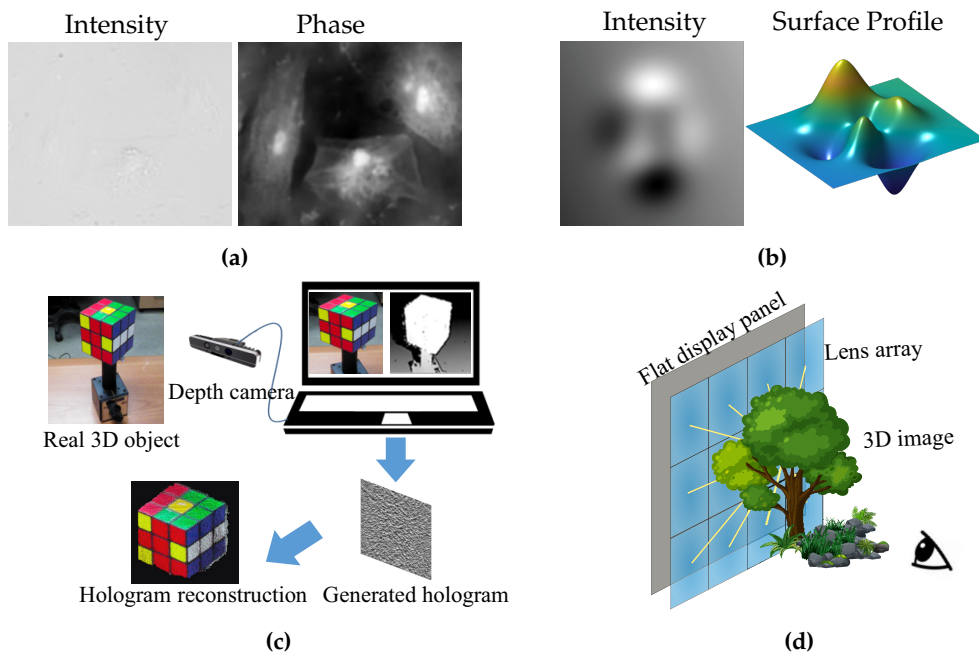 Intensity
Phase
(a)
Intensity
Surface Profile
(b)
Real 3D object
Depth camera
Hologram reconstruction
Generated hologram
(c)
Flat display panel
Lens array
3D image
(d)